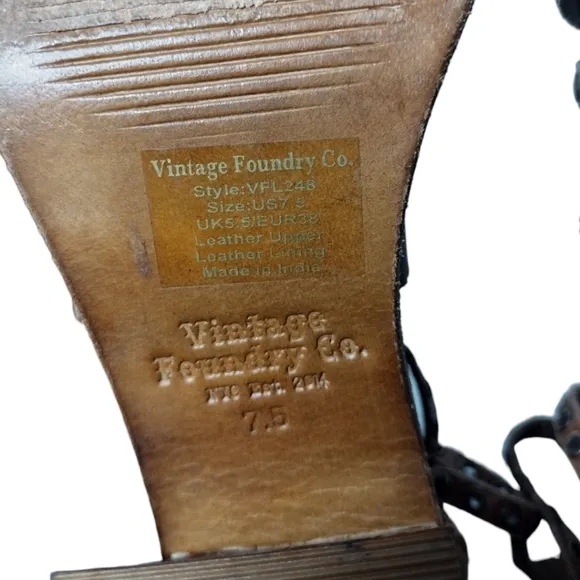 Vintage Foundry Co.
Style:VFL248
Size:US7.5
UK5.5/EUR38
Leather Upper
Leather Lining
Made In India
Vintage
Foundry Co.
NYC Est. 2014
7.5